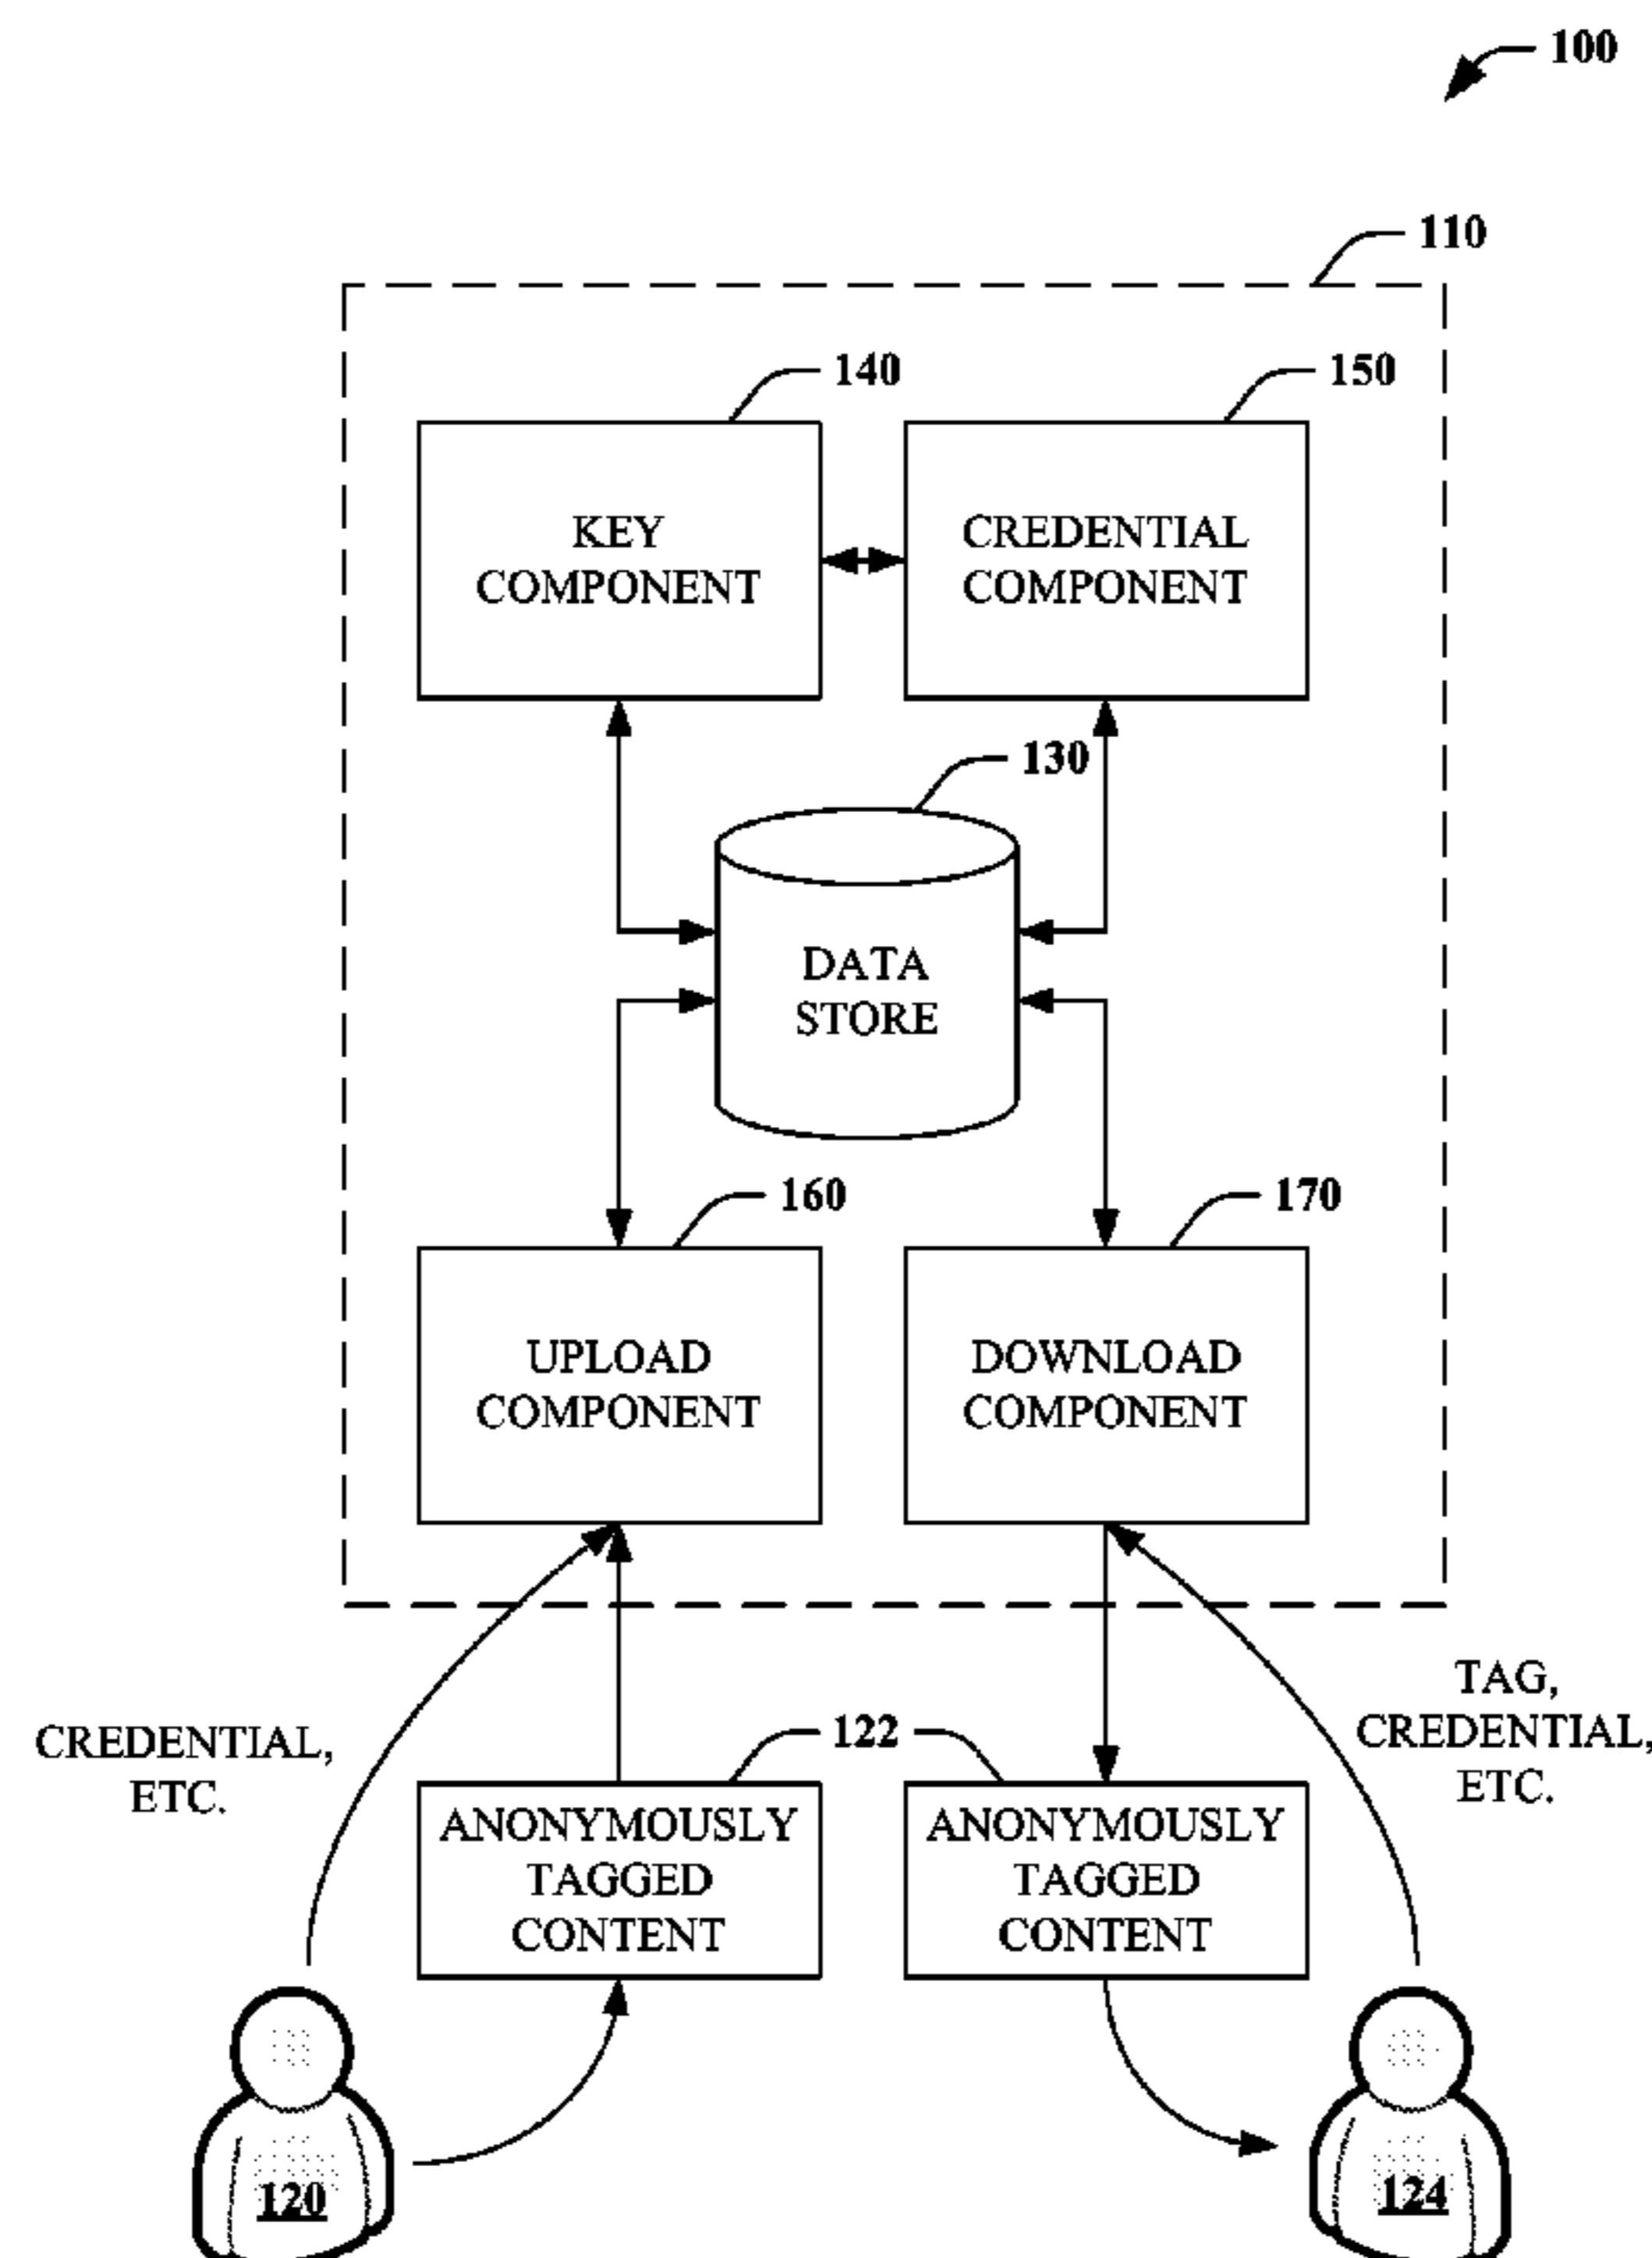 100
110
140
150
KEY
COMPONENT
CREDENTIAL
COMPONENT
130
DATA
STORE
160
170
UPLOAD
COMPONENT
DOWNLOAD
COMPONENT
CREDENTIAL,
ETC.
122
TAG,
CREDENTIAL,
ETC.
ANONYMOUSLY
TAGGED
CONTENT
ANONYMOUSLY
TAGGED
CONTENT
120
124